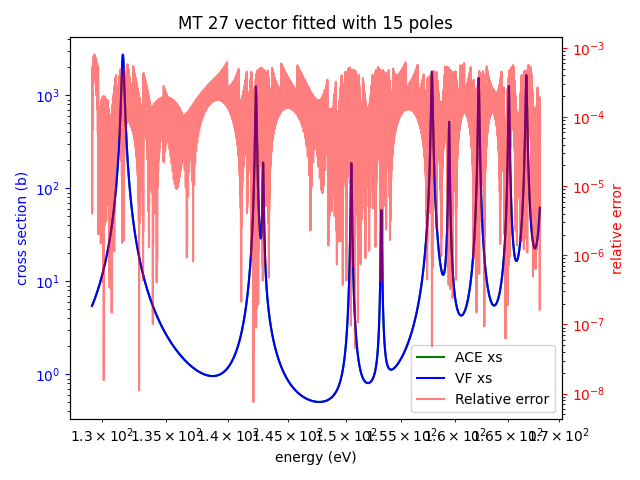 MT 27 vector fitted with 15 poles
cross section (b)
10³
10²
10¹
10⁰
10⁻³
10⁻⁴
10⁻⁵
10⁻⁶
10⁻⁷
10⁻⁸
relative error
ACE xs
VF xs
Relative error
1.3 × 10² 1.35 × 10² 1.4 × 10² 1.45 × 10² 1.5 × 10² 1.55 × 10² 1.6 × 10² 1.65 × 10² 1.7 × 10²
energy (eV)